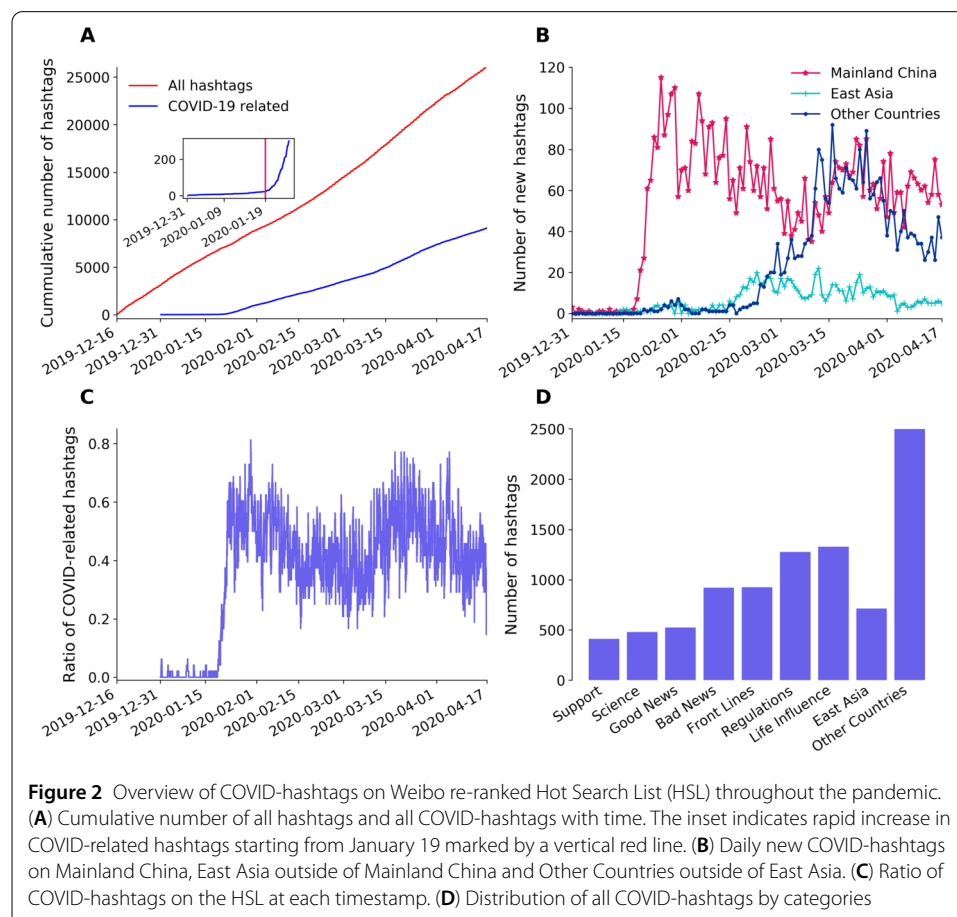 A
Cummulative number of hashtags
25000
20000
15000
10000
5000
0
All hashtags
COVID-19 related
200
0
2019-12-31
2020-01-09
2020-01-19
2019-12-16
2019-12-31
2020-01-15
2020-02-01
2020-02-15
2020-03-01
2020-03-15
2020-04-01
2020-04-17
B
Number of new hashtags
120
100
80
60
40
20
0
Mainland China
East Asia
Other Countries
2019-12-31
2020-01-15
2020-02-01
2020-02-15
2020-03-01
2020-03-15
2020-04-01
2020-04-17
C
Ratio of COVID-related hashtags
0.8
0.6
0.4
0.2
0.0
2019-12-16
2019-12-31
2020-01-15
2020-02-01
2020-02-15
2020-03-01
2020-03-15
2020-04-01
2020-04-17
D
Number of hashtags
2500
2000
1500
1000
500
0
Support
Science
Good News
Bad News
Front Lines
Regulations
Life Influence
East Asia
Other Countries
Figure 2 Overview of COVID-hashtags on Weibo re-ranked Hot Search List (HSL) throughout the pandemic.
(A) Cumulative number of all hashtags and all COVID-hashtags with time. The inset indicates rapid increase in
COVID-related hashtags starting from January 19 marked by a vertical red line. (B) Daily new COVID-hashtags
on Mainland China, East Asia outside of Mainland China and Other Countries outside of East Asia. (C) Ratio of
COVID-hashtags on the HSL at each timestamp. (D) Distribution of all COVID-hashtags by categories